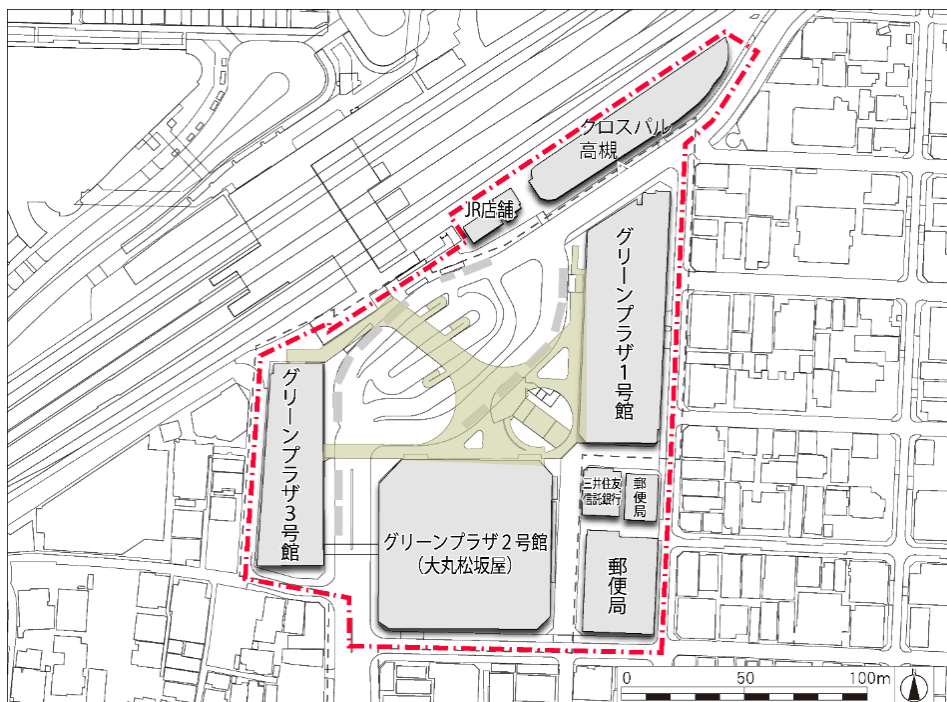 クロスパル
高槻
JR店舗
グリーンプラザ1号館
グリーンプラザ3号館
三井住友
信託銀行
郵便局
グリーンプラザ2号館
(大丸松坂屋)
郵便局
0 50 100m